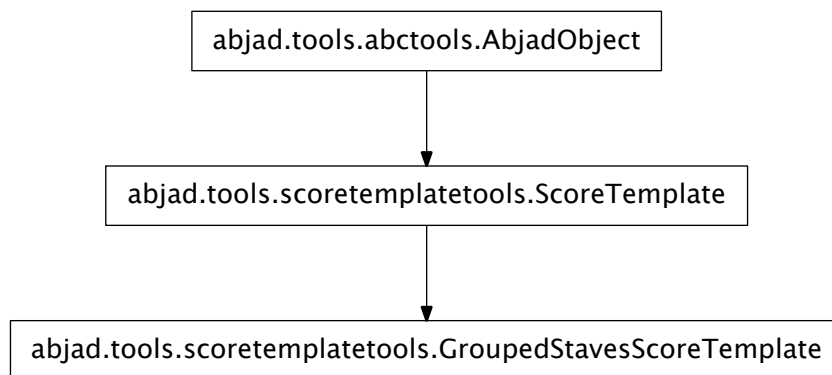 abjad.tools.abctools.AbjadObject
abjad.tools.scoretemplatetools.ScoreTemplate
abjad.tools.scoretemplatetools.GroupedStavesScoreTemplate